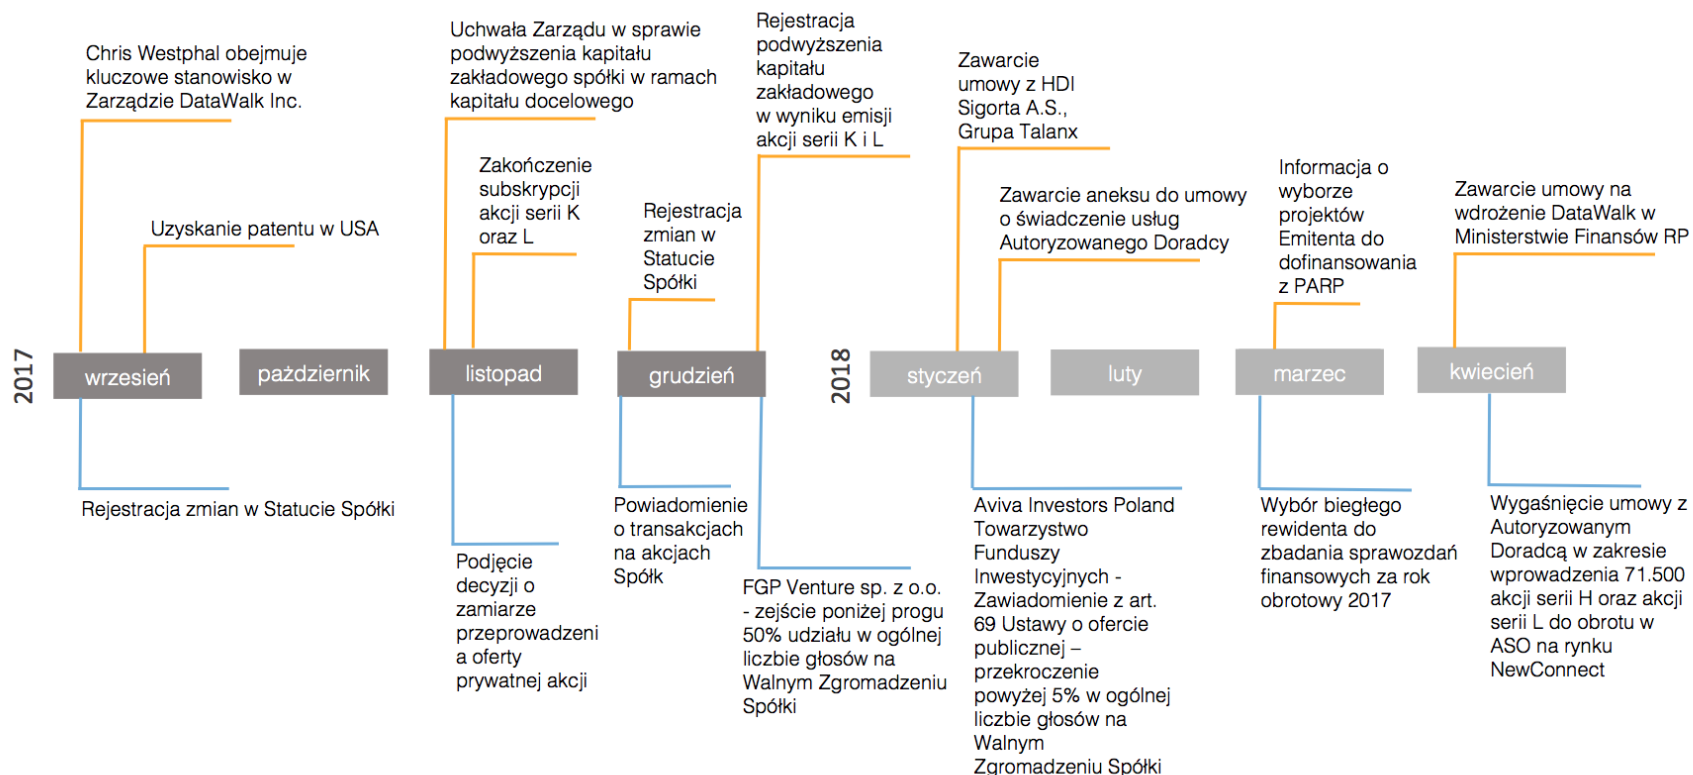 Chris Westphal obejmuje
kluczowe stanowisko w
Zarządzie DataWalk Inc.
Uzyskanie patentu w USA
Uchwała Zarządu w sprawie
podwyższenia kapitału
zakładowego spółki w ramach
kapitału docelowego
Zakończenie
subskrypcji
akcji serii K
oraz L
Rejestracja
zmian w
Statucie
Spółki
Rejestracja
podwyższenia
kapitału
zakładowego
w wyniku emisji
akcji serii K i L
Zawarcie
umowy z HDI
Sigorta A.S.,
Grupa Talanx
Zawarcie aneksu do umowy
o świadczenie usług
Autoryzowanego Doradcy
Informacja o
wyborze
projektów
Emitenta do
dofinansowania
z PARP
Zawarcie umowy na
wdrożenie DataWalk w
Ministerstwie Finansów RP
2017
wrzesień
październik
listopad
grudzień
2018
styczeń
luty
marzec
kwiecień
Rejestracja zmian w Statucie Spółki
Podjęcie
decyzji o
zamiarze
przeprowadzeni
a oferty
prywatnej akcji
Powiadomienie
o transakcjach
na akcjach
Spółk
FGP Venture sp. z o.o.
- zejście poniżej progu
50% udziału w ogólnej
liczbie głosów na
Walnym Zgromadzeniu
Spółki
Aviva Investors Poland
Towarzystwo
Funduszy
Inwestycyjnych -
Zawiadomienie z art.
69 Ustawy o ofercie
publicznej –
przekroczenie
powyżej 5% w ogólnej
liczbie głosów na
Walnym
Zgromadzeniu Spółki
Wybór biegłego
rewidenta do
zbadania sprawozdań
finansowych za rok
obrotowy 2017
Wygaśnięcie umowy z
Autoryzowanym
Doradcą w zakresie
wprowadzenia 71.500
akcji serii H oraz akcji
serii L do obrotu w
ASO na rynku
NewConnect